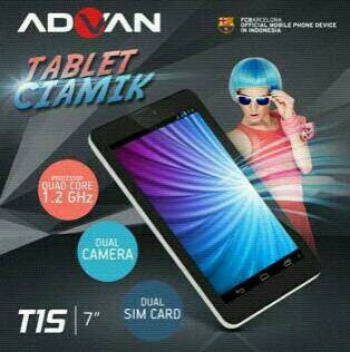 ADVAN
FCBARCELONA
OFFICIAL MOBILE PHONE DEVICE
IN INDONESIA
TABLET
CIAMIK
PROCESSOR
QUAD CORE
1.2 GHz
DUAL
CAMERA
DUAL
SIM CARD
T1S 7"